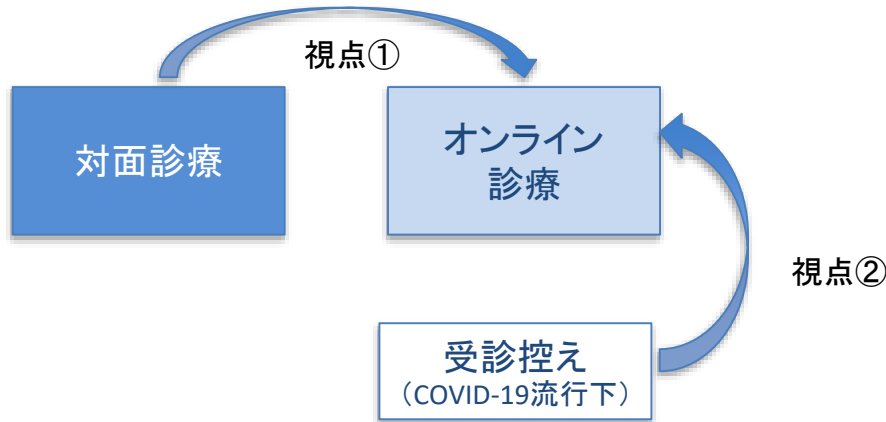 視点①
対面診療
オンライン
診療
視点②
受診控え
（COVID-19流行下）